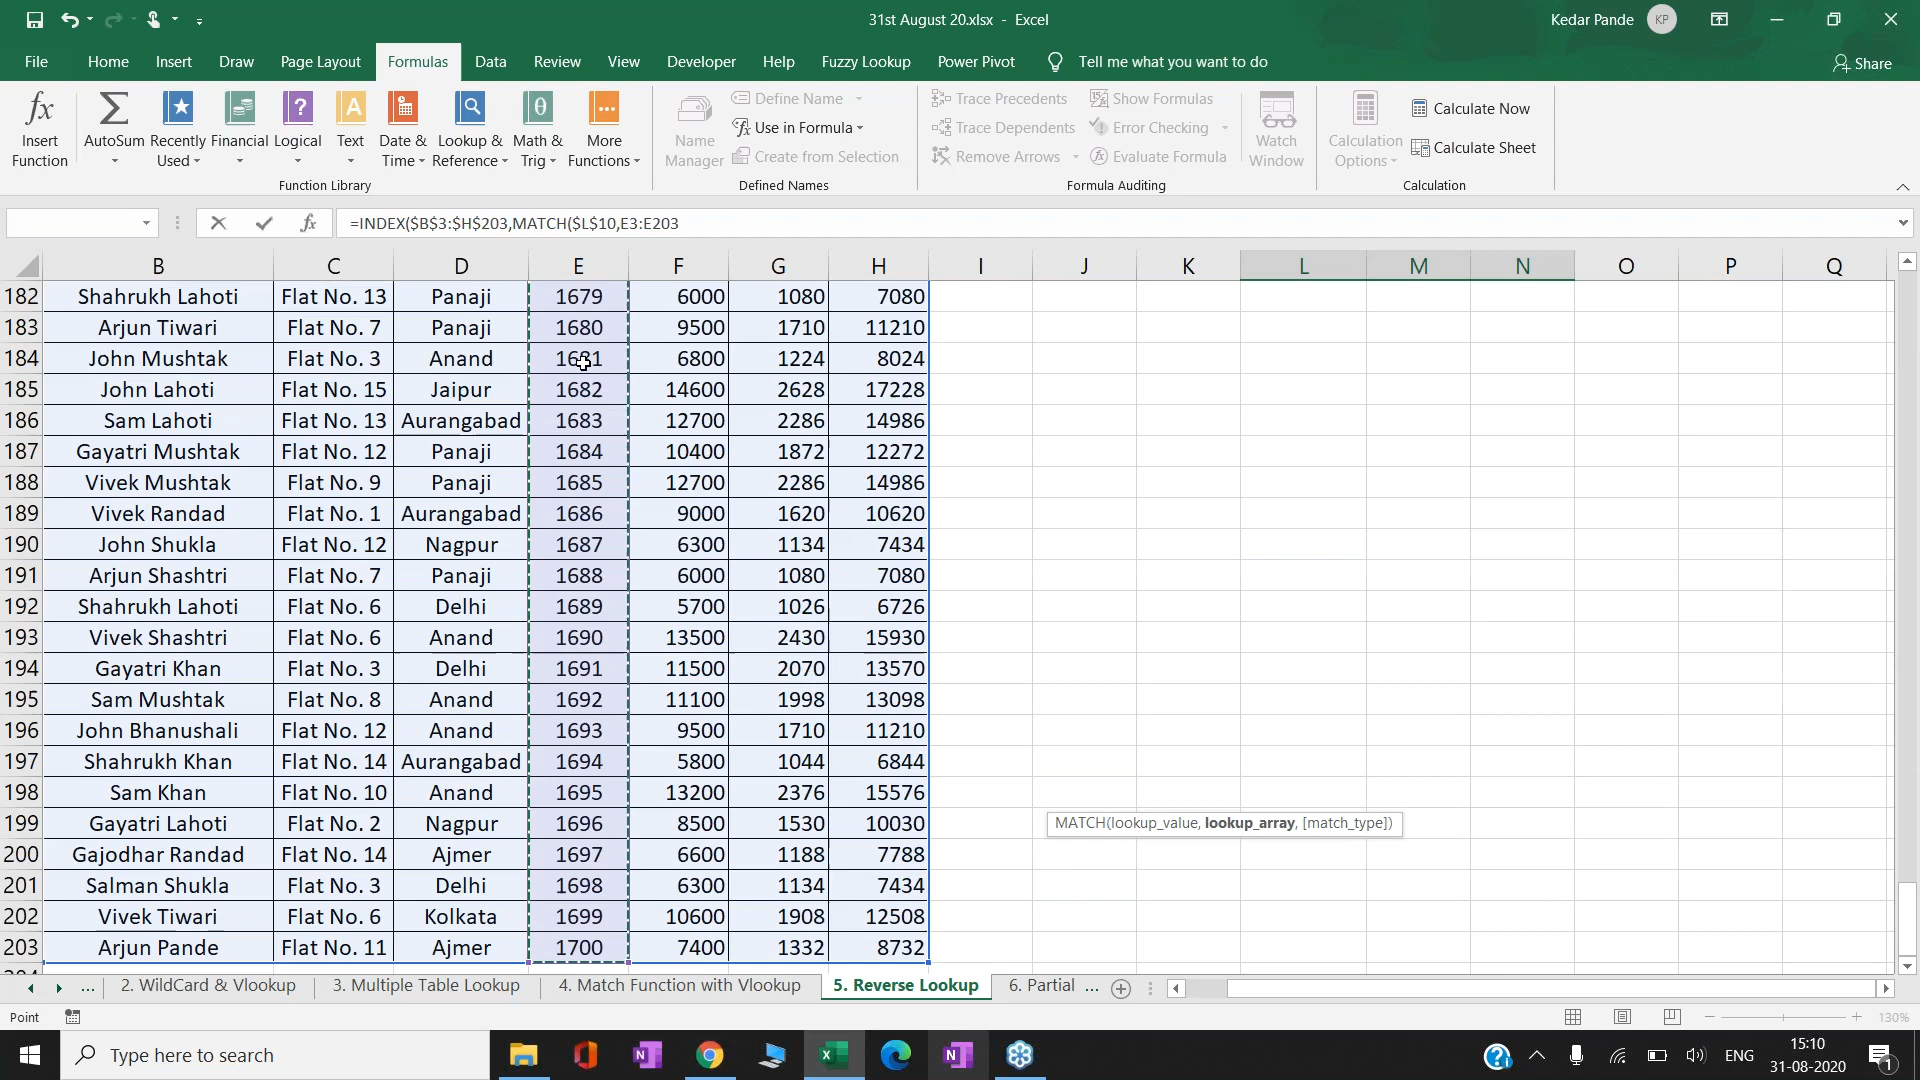 31st August 20.xlsx - Excel
Kedar Pande KP
File Home Insert Draw Page Layout Formulas Data Review View Developer Help Fuzzy Lookup Power Pivot Tell me what you want to do Share
Insert Function
AutoSum
Recently Used
Financial
Logical
Text
Date & Time
Lookup & Reference
Math & Trig
More Functions
Function Library
Name Manager
Define Name
Use in Formula
Create from Selection
Defined Names
Trace Precedents
Trace Dependents
Remove Arrows
Show Formulas
Error Checking
Evaluate Formula
Formula Auditing
Watch Window
Calculation Options
Calculate Now
Calculate Sheet
Calculation
fx =INDEX($B$3:$H$203,MATCH($L$10,E3:E203
B C D E F G H I J K L M N O P Q
182 Shahrukh Lahoti Flat No. 13 Panaji 1679 6000 1080 7080
183 Arjun Tiwari Flat No. 7 Panaji 1680 9500 1710 11210
184 John Mushtak Flat No. 3 Anand 1681 6800 1224 8024
185 John Lahoti Flat No. 15 Jaipur 1682 14600 2628 17228
186 Sam Lahoti Flat No. 13 Aurangabad 1683 12700 2286 14986
187 Gayatri Mushtak Flat No. 12 Panaji 1684 10400 1872 12272
188 Vivek Mushtak Flat No. 9 Panaji 1685 12700 2286 14986
189 Vivek Randad Flat No. 1 Aurangabad 1686 9000 1620 10620
190 John Shukla Flat No. 12 Nagpur 1687 6300 1134 7434
191 Arjun Shashtri Flat No. 7 Panaji 1688 6000 1080 7080
192 Shahrukh Lahoti Flat No. 6 Delhi 1689 5700 1026 6726
193 Vivek Shashtri Flat No. 6 Anand 1690 13500 2430 15930
194 Gayatri Khan Flat No. 3 Delhi 1691 11500 2070 13570
195 Sam Mushtak Flat No. 8 Anand 1692 11100 1998 13098
196 John Bhanushali Flat No. 12 Anand 1693 9500 1710 11210
197 Shahrukh Khan Flat No. 14 Aurangabad 1694 5800 1044 6844
198 Sam Khan Flat No. 10 Anand 1695 13200 2376 15576
199 Gayatri Lahoti Flat No. 2 Nagpur 1696 8500 1530 10030
MATCH(lookup_value, lookup_array, [match_type])
200 Gajodhar Randad Flat No. 14 Ajmer 1697 6600 1188 7788
201 Salman Shukla Flat No. 3 Delhi 1698 6300 1134 7434
202 Vivek Tiwari Flat No. 6 Kolkata 1699 10600 1908 12508
203 Arjun Pande Flat No. 11 Ajmer 1700 7400 1332 8732
... 2. WildCard & Vlookup 3. Multiple Table Lookup 4. Match Function with Vlookup 5. Reverse Lookup 6. Partial ...
Point 130%
Type here to search
ENG
15:10
31-08-2020
1